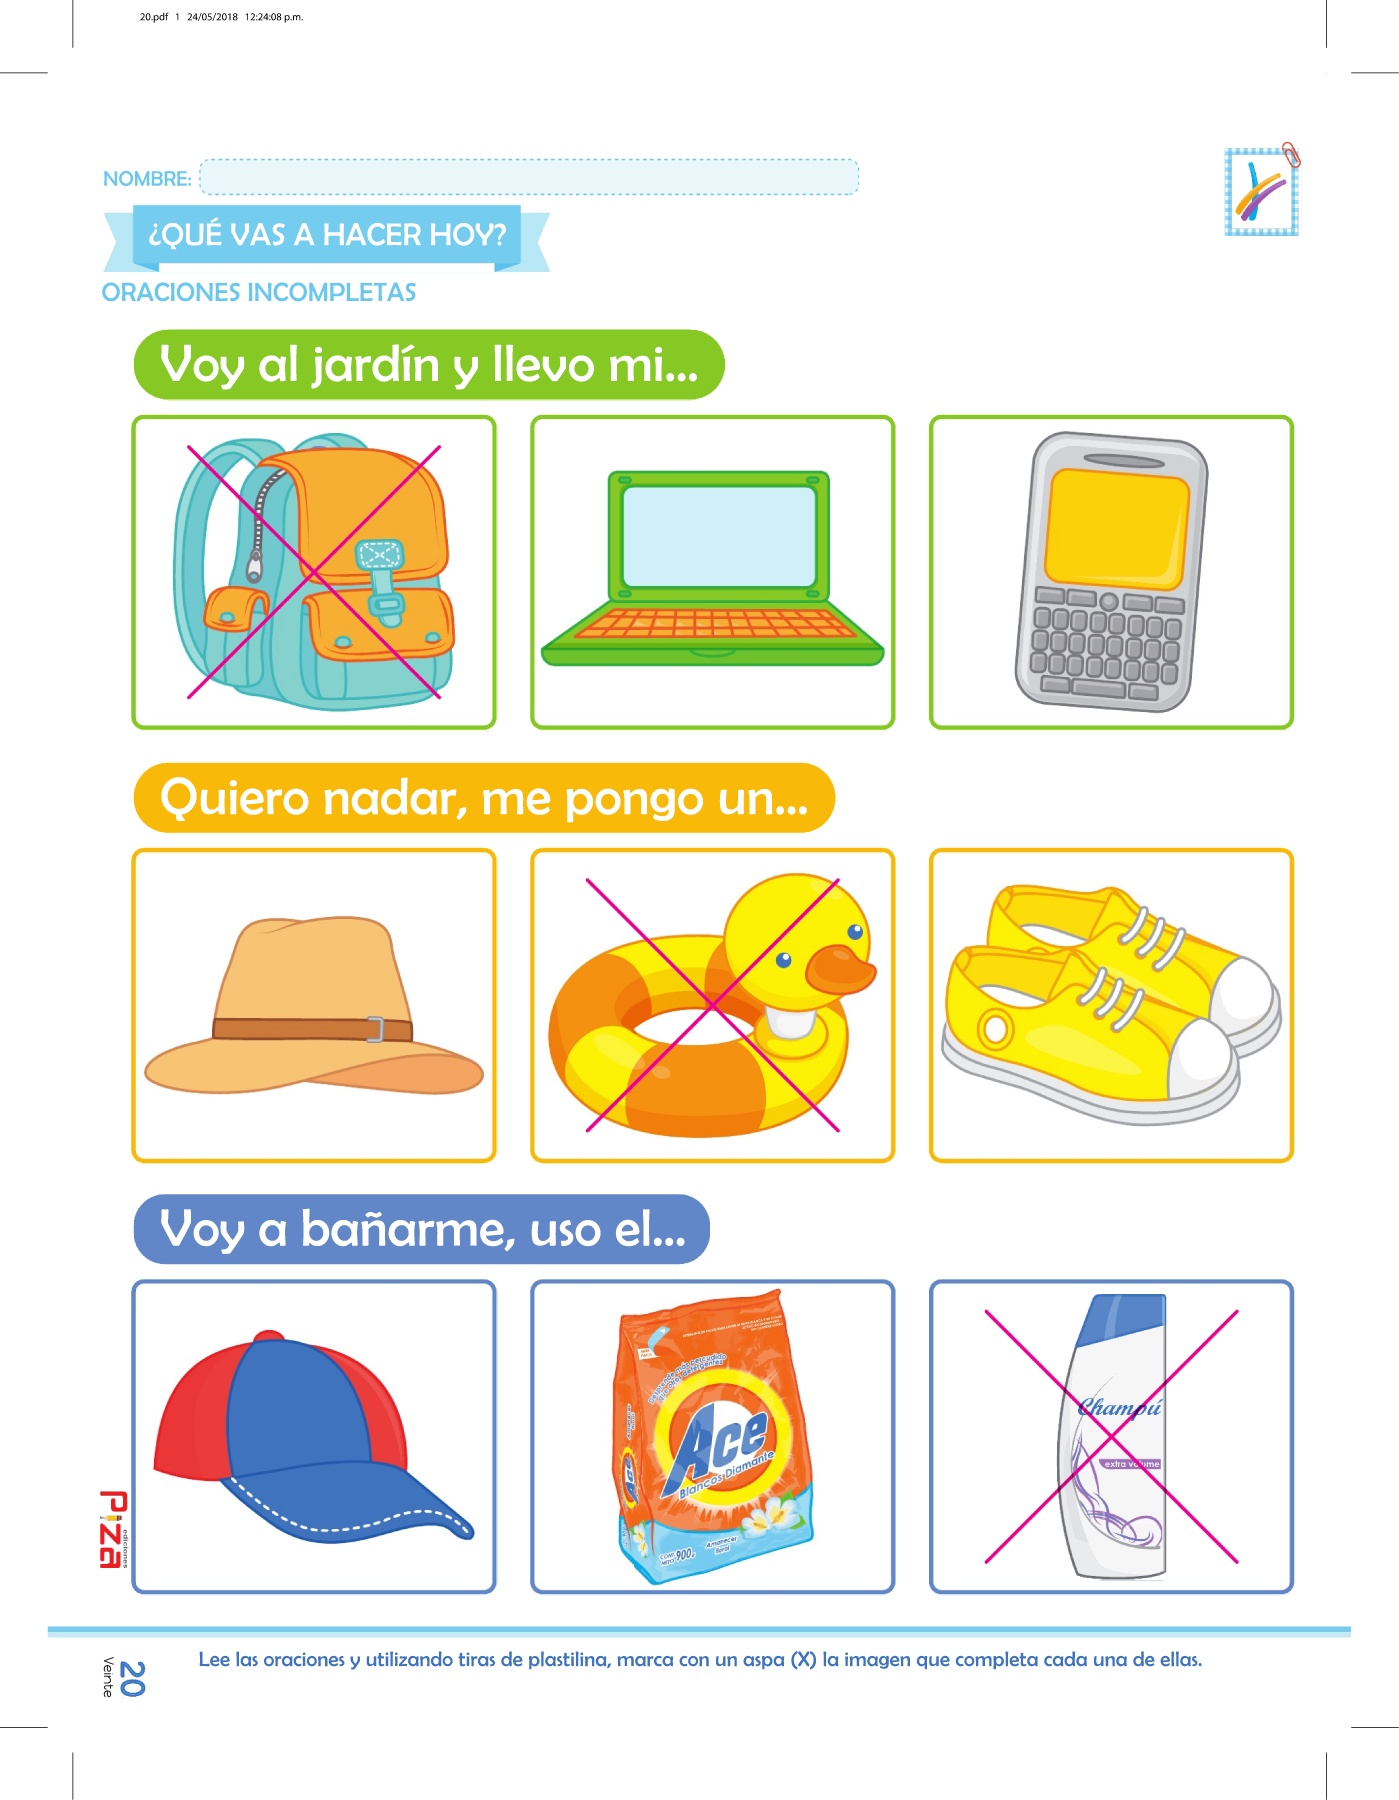 20.pdf 1 24/05/2018 12:24:08 p.m.
NOMBRE:
¿QUÉ VAS A HACER HOY?
ORACIONES INCOMPLETAS
Voy al jardín y llevo mi...
Quiero nadar, me pongo un...
Voy a bañarme, uso el...
Ace
Blancos Diamante
Amanecer
floral
900g
Ace
Champú
extra volume
Piza
ediciones
20
Veinte
Lee las oraciones y utilizando tiras de plastilina, marca con un aspa (X) la imagen que completa cada una de ellas.